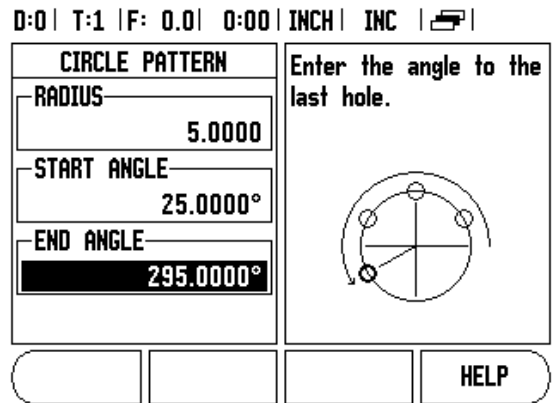 D:0 | T:1 | F: 0.0 | 0:00 | INCH | INC |
CIRCLE PATTERN
RADIUS
5.0000
START ANGLE
25.0000°
END ANGLE
295.0000°
Enter the angle to the
last hole.
HELP